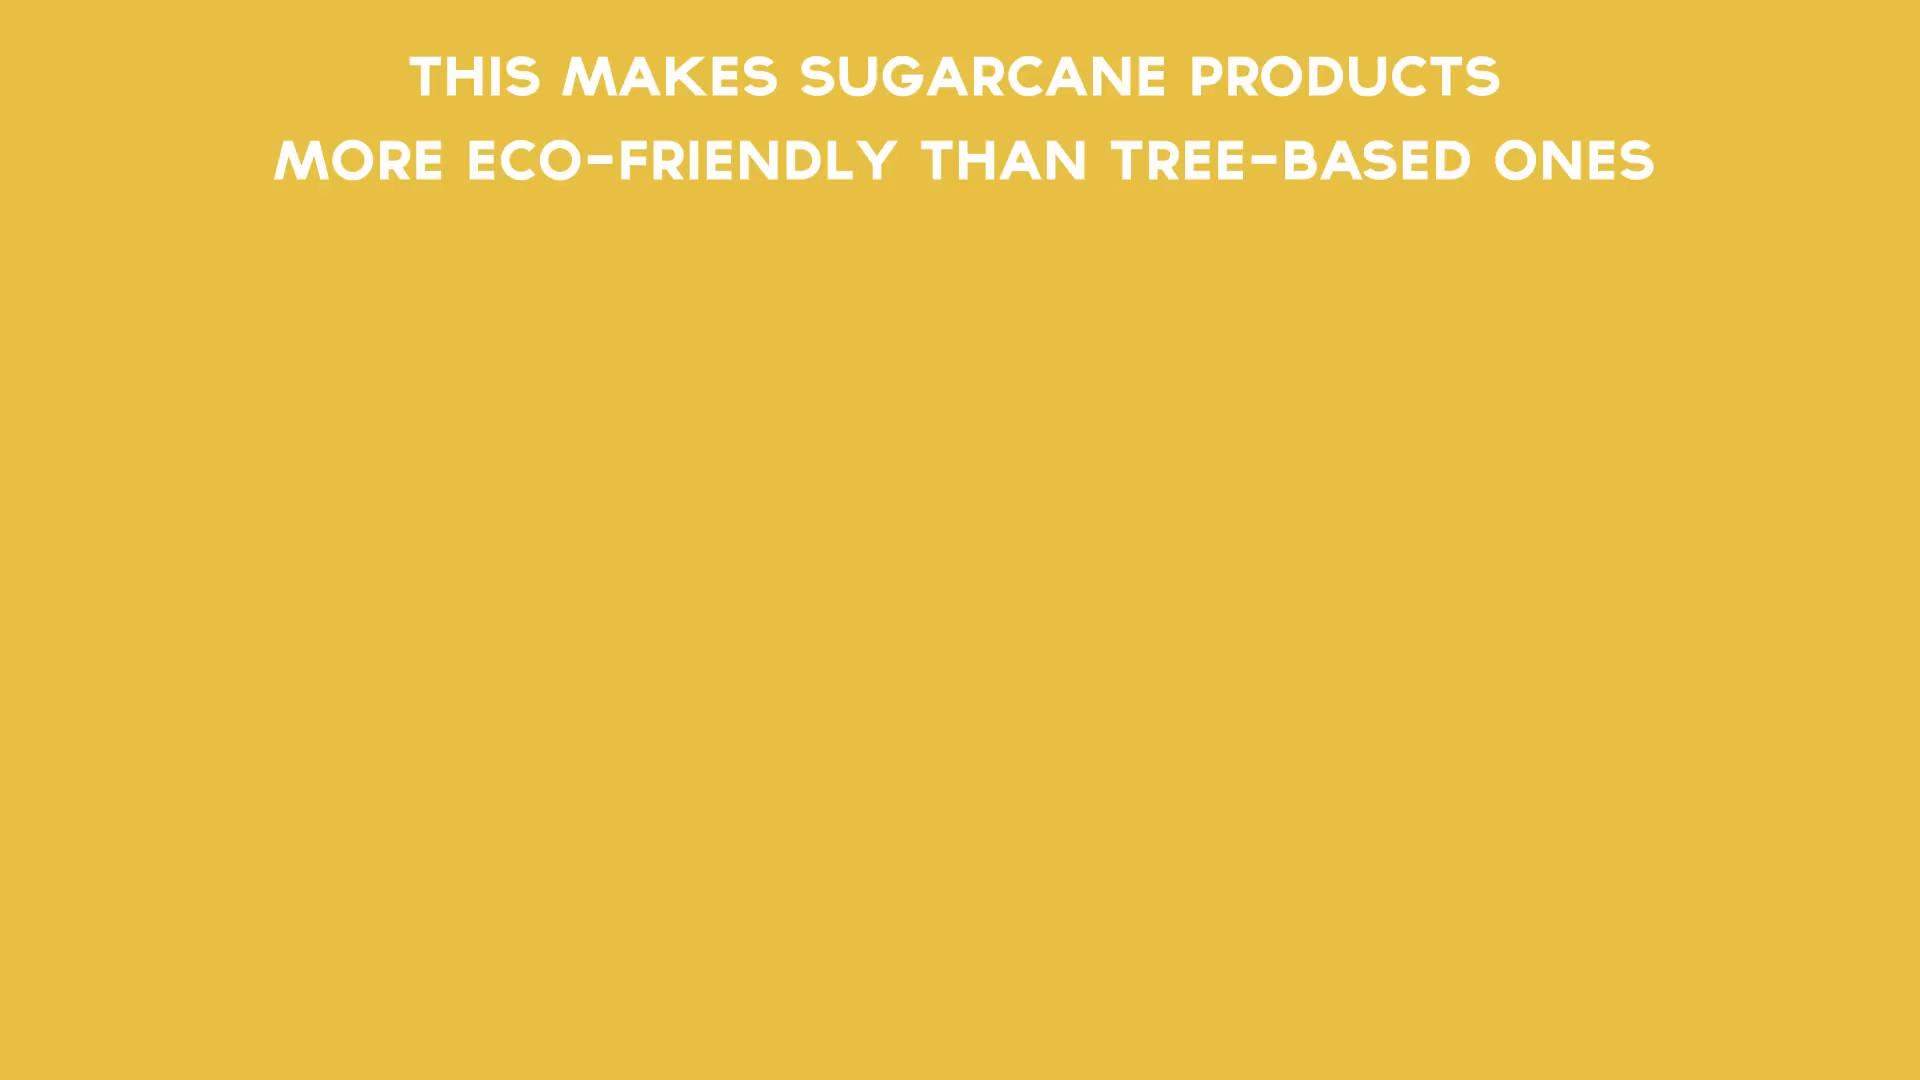 THIS MAKES SUGARCANE PRODUCTS
MORE ECO-FRIENDLY THAN TREE-BASED ONES